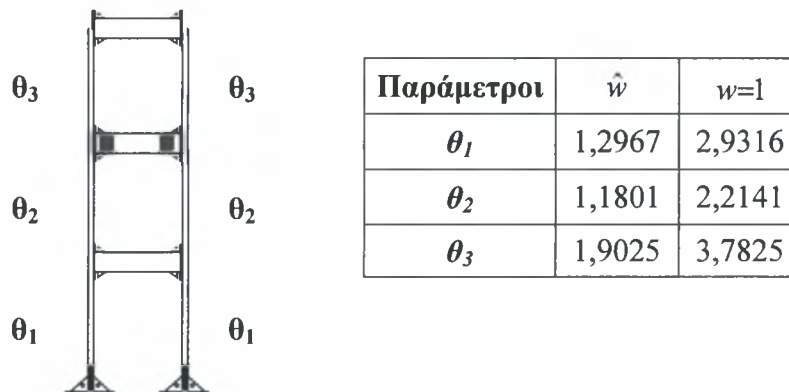 θ3 θ3
θ2 θ2
θ1 θ1
Παράμετροι ŵ w=1
θ1 1,2967 2,9316
θ2 1,1801 2,2141
θ3 1,9025 3,7825